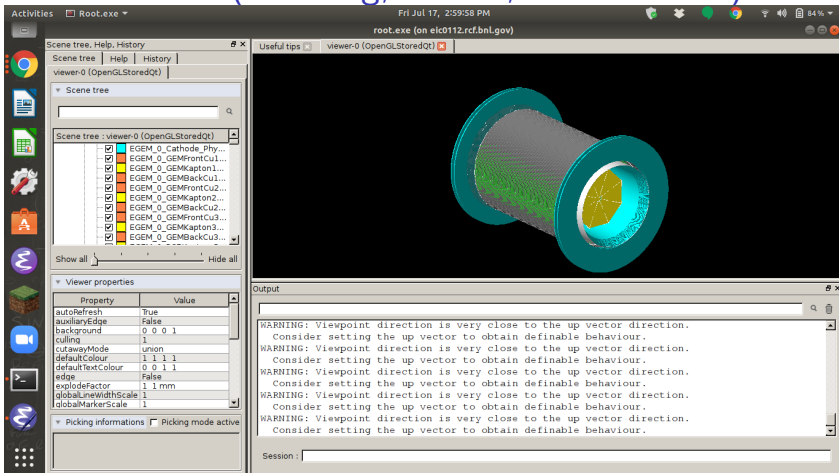 Activities Root.exe Fri Jul 17, 2:59:58 PM 84 %
root.exe (on eic0112.rcf.bnl.gov)
Scene tree, Help, History
Scene tree Help History
viewer-0 (OpenGLStoredQt)
Scene tree
Scene tree : viewer-0 (OpenGLStoredQt)
EGEM_0_Cathode_Phy...
EGEM_0_GEMFrontCu1...
EGEM_0_GEMKapton1...
EGEM_0_GEMBackCu1...
EGEM_0_GEMFrontCu2...
EGEM_0_GEMKapton2...
EGEM_0_GEMBackCu2...
EGEM_0_GEMFrontCu3...
EGEM_0_GEMKapton3...
EGEM_0_GEMBackCu3...
Show all Hide all
Viewer properties
Property Value
autoRefresh True
auxiliaryEdge False
background 0 0 0 1
culling 1
cutawayMode union
defaultColour 1 1 1 1
defaultTextColour 0 0 1 1
edge False
explodeFactor 1 1 mm
globalLineWidthScale 1
globalMarkerScale 1
Picking informations Picking mode active
Useful tips viewer-0 (OpenGLStoredQt)
Output
WARNING: Viewpoint direction is very close to the up vector direction.
Consider setting the up vector to obtain definable behaviour.
WARNING: Viewpoint direction is very close to the up vector direction.
Consider setting the up vector to obtain definable behaviour.
WARNING: Viewpoint direction is very close to the up vector direction.
Consider setting the up vector to obtain definable behaviour.
WARNING: Viewpoint direction is very close to the up vector direction.
Consider setting the up vector to obtain definable behaviour.
WARNING: Viewpoint direction is very close to the up vector direction.
Consider setting the up vector to obtain definable behaviour.
Session :